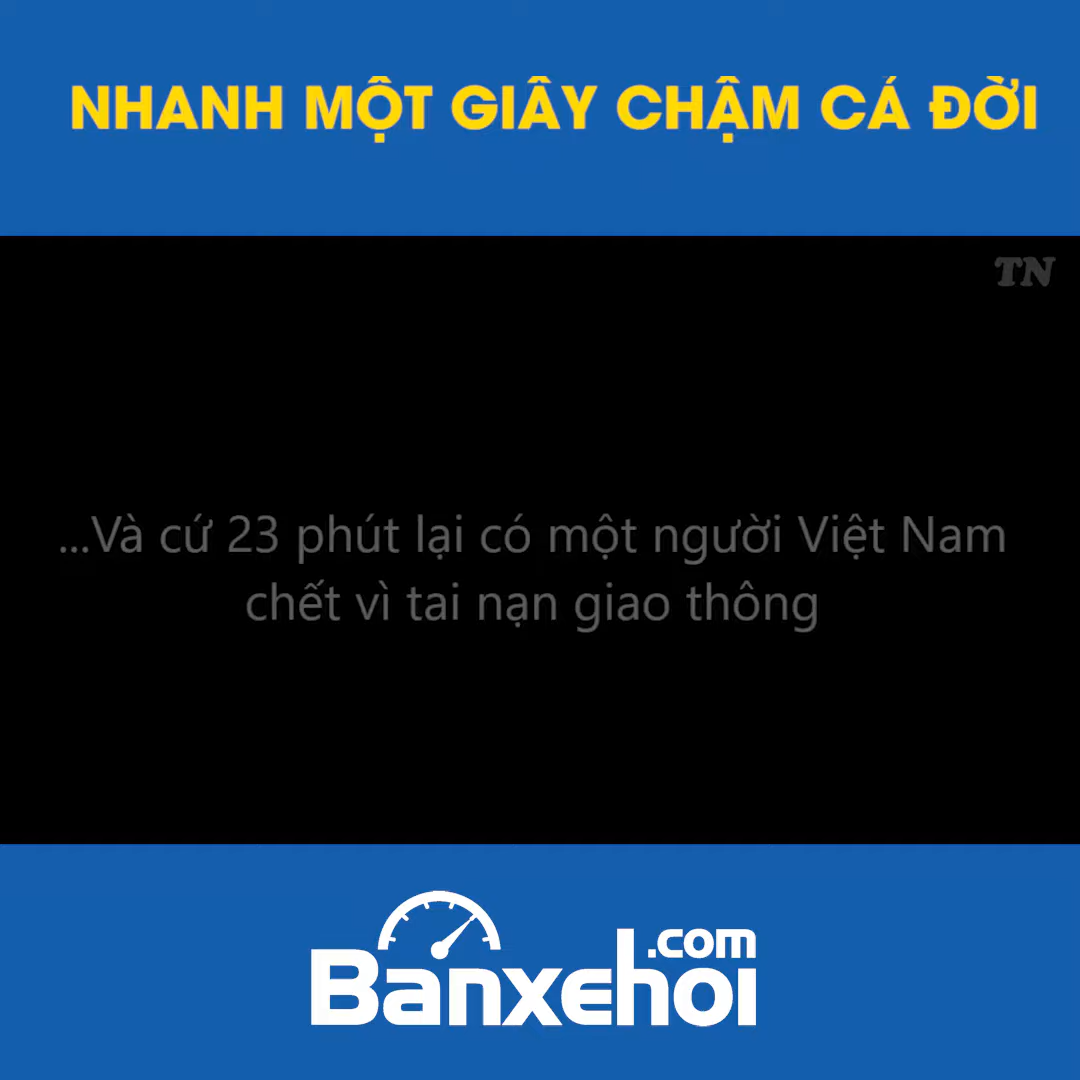 NHANH MỘT GIÂY CHẬM CÁ ĐỜI
TN
...Và cứ 23 phút lại có một người Việt Nam
chết vì tai nạn giao thông
Banxehoi.com